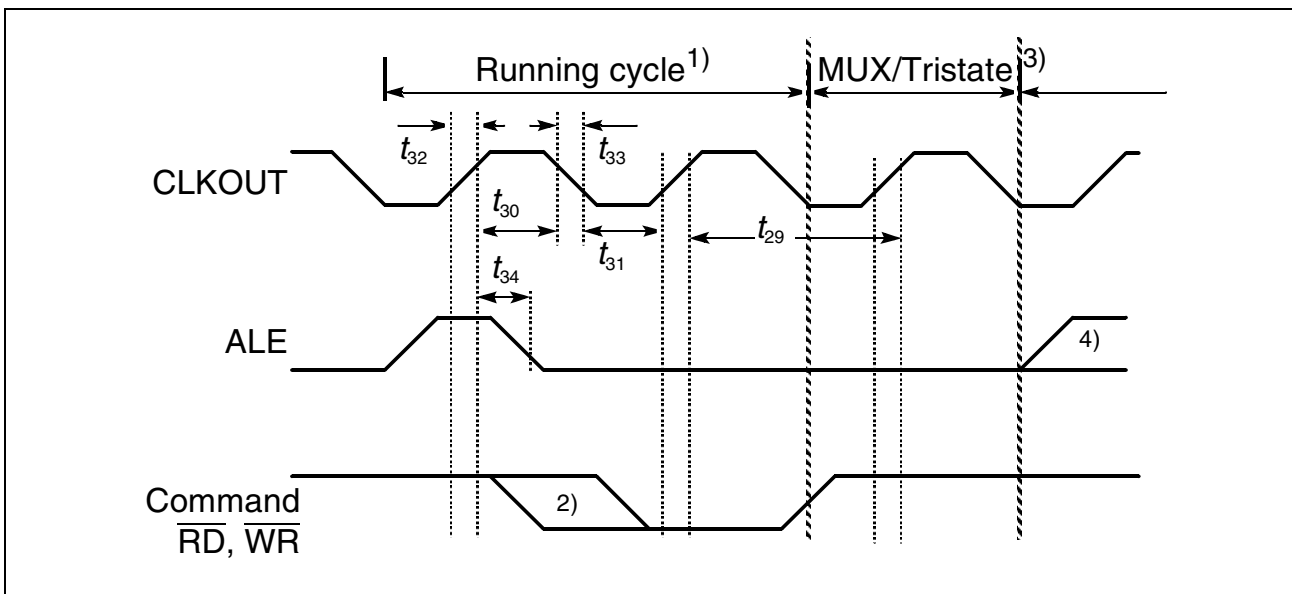 Running cycle1) MUX/Tristate 3)
t32 t33
CLKOUT
t30
t29
t31
t34
ALE
4)
2)
Command
RD, WR